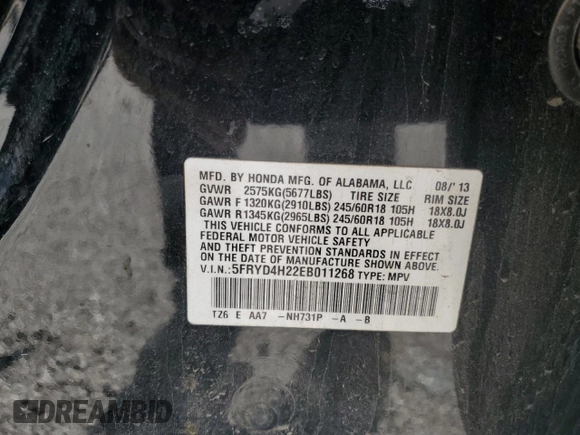 MFD. BY HONDA MFG. OF ALABAMA, LLC 08/'13
GVWR 2575KG(5677LBS) TIRE SIZE RIM SIZE
GAWR F 1320KG(2910LBS) 245/60R18 105H 18X8.0J
GAWR R 1345KG(2965LBS) 245/60R18 105H 18X8.0J
THIS VEHICLE CONFORMS TO ALL APPLICABLE
FEDERAL MOTOR VEHICLE SAFETY
AND THEFT PREVENTION STANDARDS IN EFFECT
ON THE DATE OF MANUFACTURE SHOWN ABOVE.
V.I.N.:5FRYD4H22EB011268 TYPE: MPV
TZ6 E AA7 -NH731P -A -B
DREAMBID